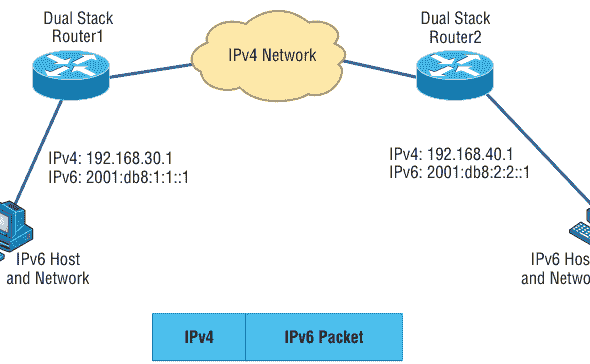 Dual Stack
Router1
Dual Stack
Router2
IPv4 Network
IPv4: 192.168.30.1
IPv6: 2001:db8:1:1::1
IPv4: 192.168.40.1
IPv6: 2001:db8:2:2::1
IPv6 Host
and Network
IPv6
and
IPv4
IPv6 Packet